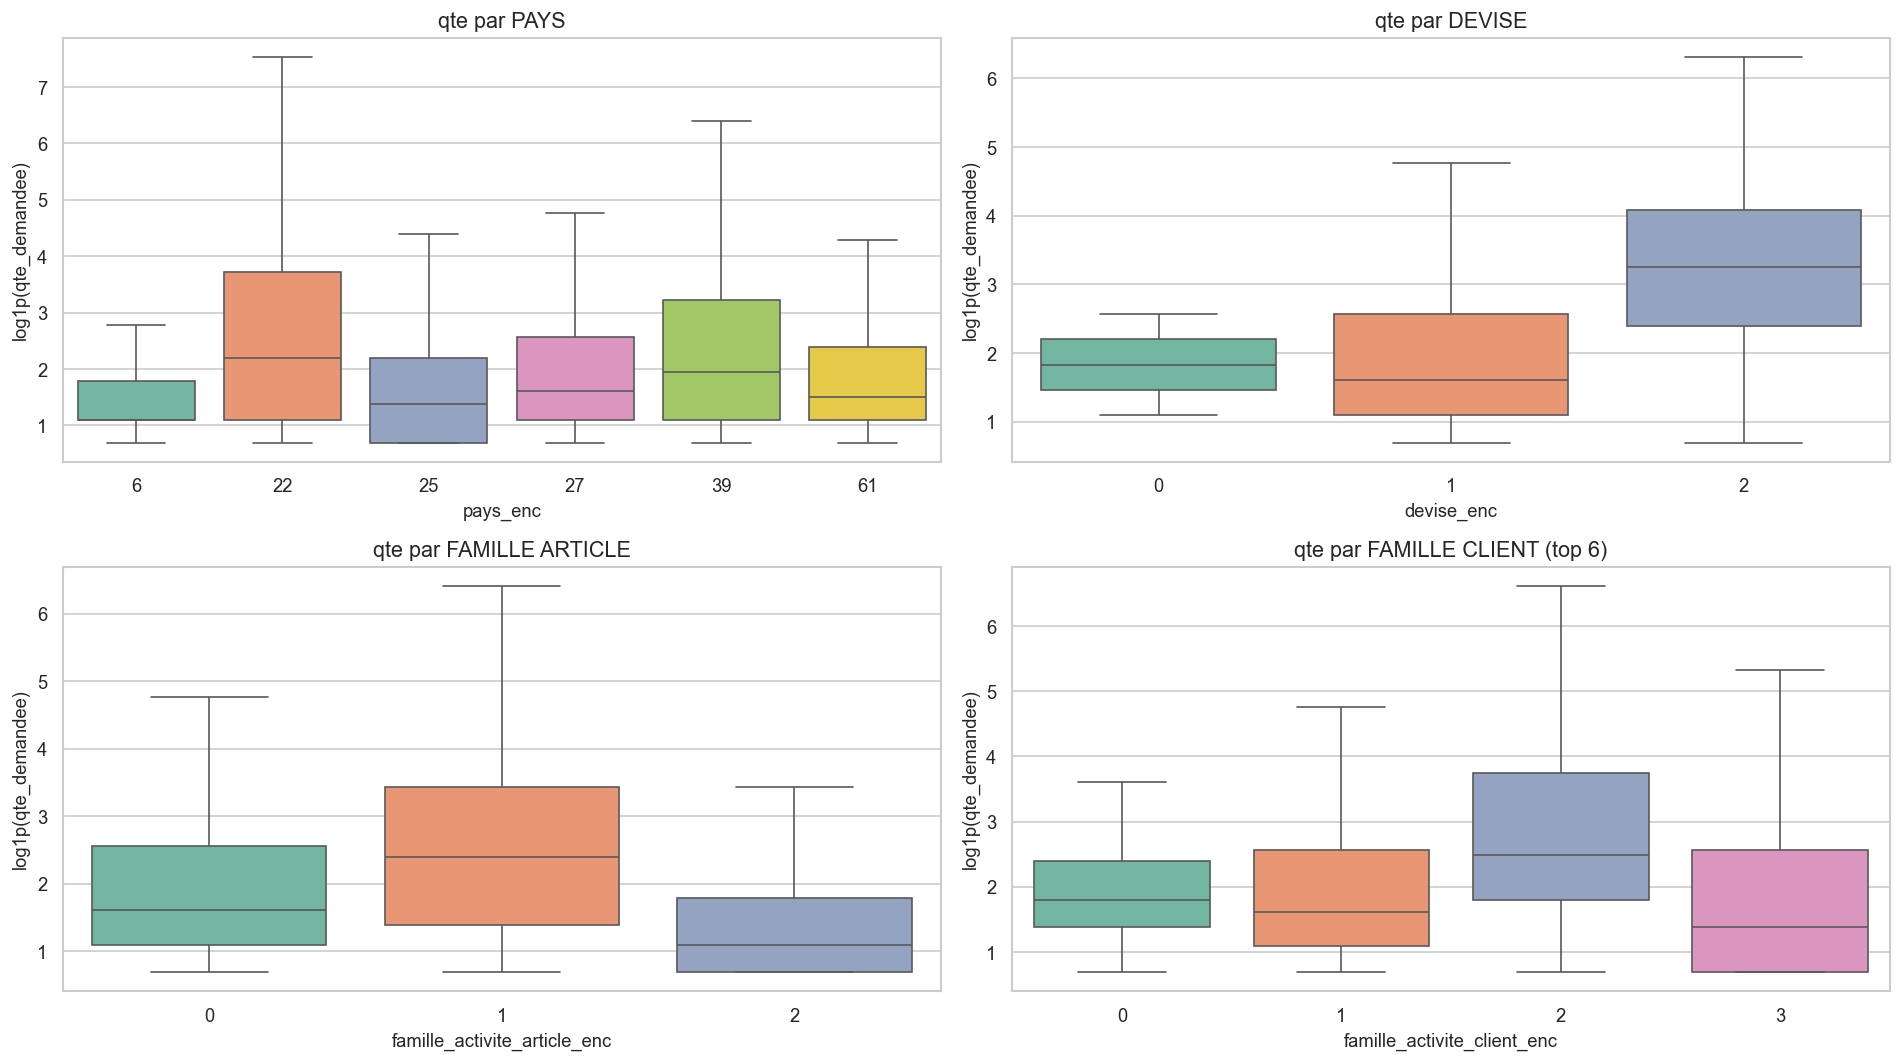 qte par PAYS
log1p(qte_demandee)
7
6
5
4
3
2
1
6 22 25 27 39 61
pays_enc
qte par DEVISE
log1p(qte_demandee)
6
5
4
3
2
1
0 1 2
devise_enc
qte par FAMILLE ARTICLE
log1p(qte_demandee)
6
5
4
3
2
1
0 1 2
famille_activite_article_enc
qte par FAMILLE CLIENT (top 6)
log1p(qte_demandee)
6
5
4
3
2
1
0 1 2 3
famille_activite_client_enc